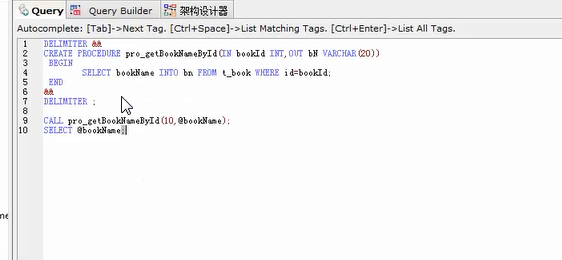 Query
Query Builder
架构设计器
Autocomplete: [Tab]->Next Tag. [Ctrl+Space]->List Matching Tags. [Ctrl+Enter]->List All Tags.
1 DELIMITER &&
2 CREATE PROCEDURE pro_getBookNameById(IN bookId INT,OUT bN VARCHAR(20))
3 BEGIN
4 SELECT bookName INTO bn FROM t_book WHERE id=bookId;
5 END
6 &&
7 DELIMITER ;
8
9 CALL pro_getBookNameById(10,@bookName);
10 SELECT @bookName;
me